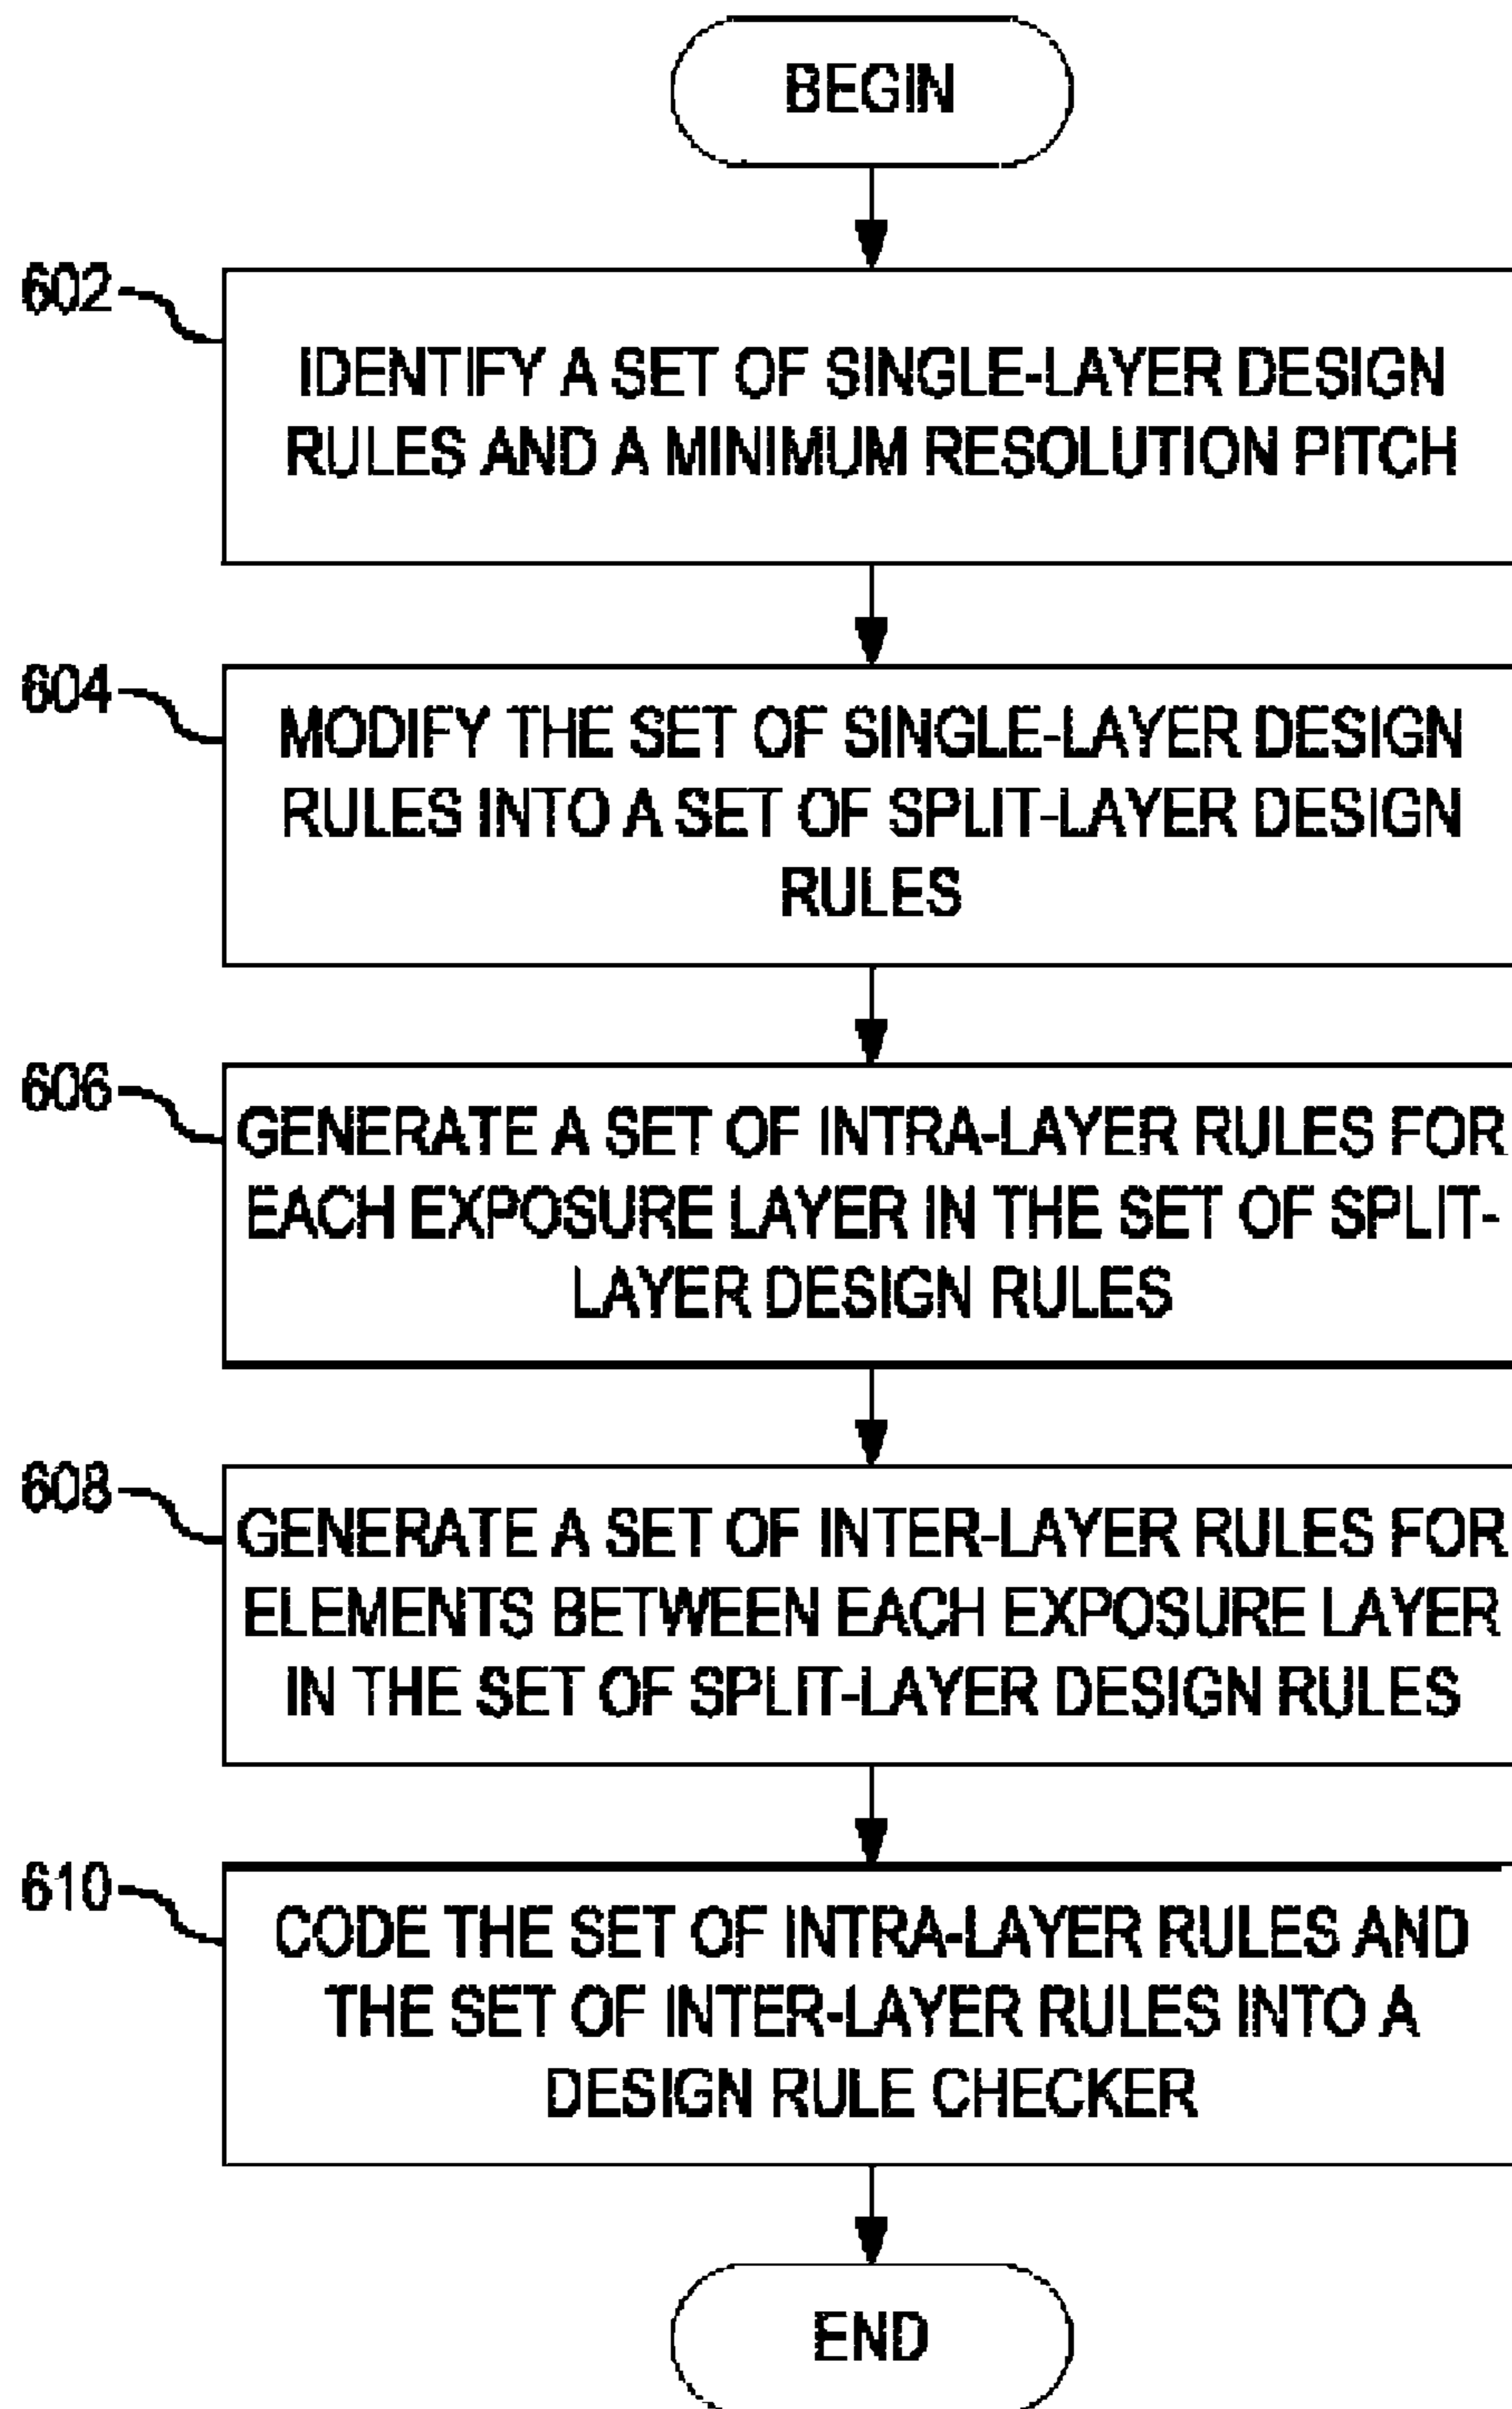 BEGIN
602
IDENTIFY A SET OF SINGLE-LAYER DESIGN
RULES AND A MINIMUM RESOLUTION PITCH
604
MODIFY THE SET OF SINGLE-LAYER DESIGN
RULES INTO A SET OF SPLIT-LAYER DESIGN
RULES
606
GENERATE A SET OF INTRA-LAYER RULES FOR
EACH EXPOSURE LAYER IN THE SET OF SPLIT-
LAYER DESIGN RULES
608
GENERATE A SET OF INTER-LAYER RULES FOR
ELEMENTS BETWEEN EACH EXPOSURE LAYER
IN THE SET OF SPLIT-LAYER DESIGN RULES
610
CODE THE SET OF INTRA-LAYER RULES AND
THE SET OF INTER-LAYER RULES INTO A
DESIGN RULE CHECKER
END